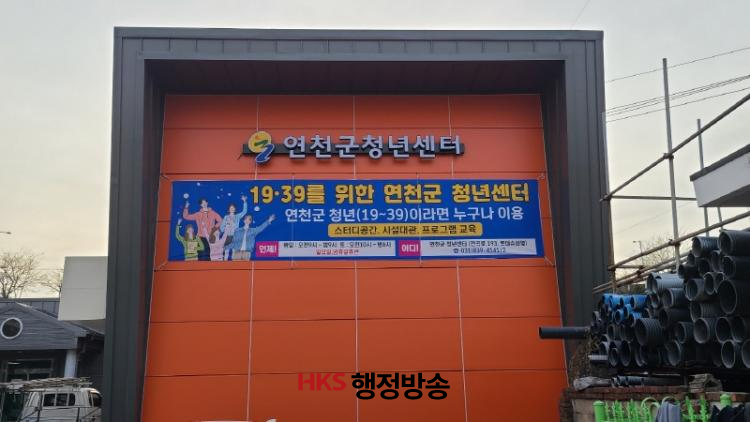 연천군청년센터
19·39를 위한 연천군 청년센터
연천군 청년(19~39)이라면 누구나 이용
스터디공간, 시설대관, 프로그램 교육
언제!
어디!
HKS 행정방송